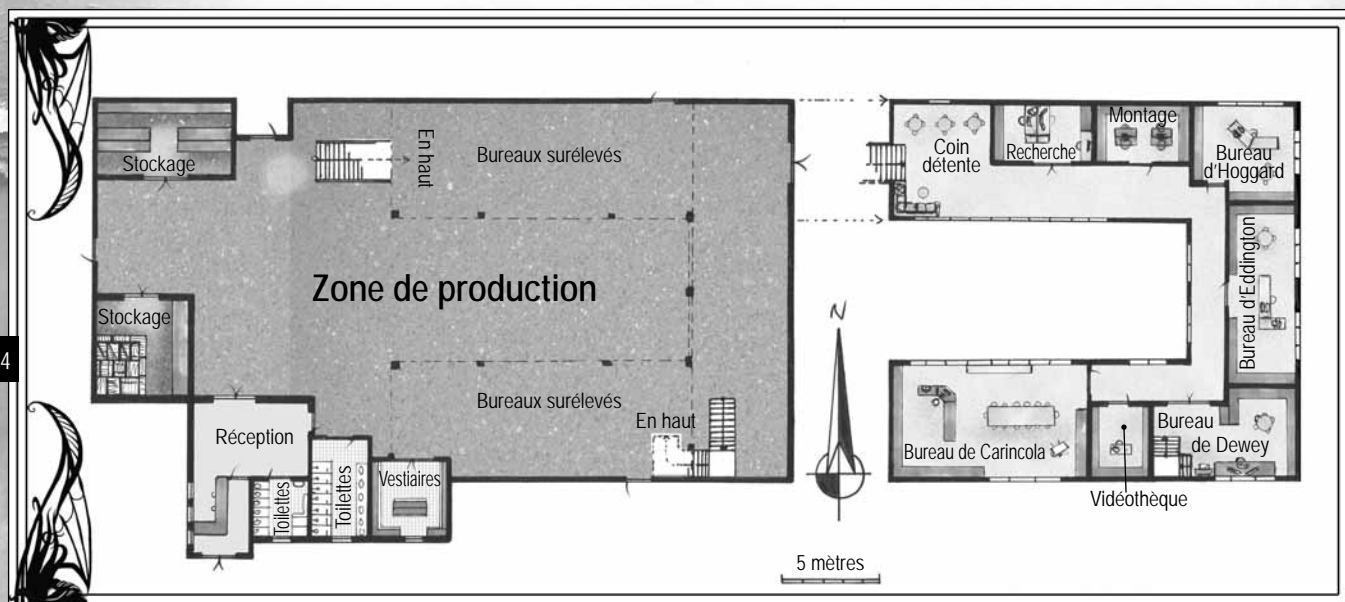 Stockage
En haut
Bureaux surélevés
Zone de production
Stockage
Bureaux surélevés
En haut
Réception
Toilettes
Toilettes
Vestiaires
Coin
détente
Recherche
Montage
Bureau
d'Hoggard
Bureau d'Eddington
Bureau de Carincola
Bureau
de Dewey
Vidéothèque
N
5 mètres
4